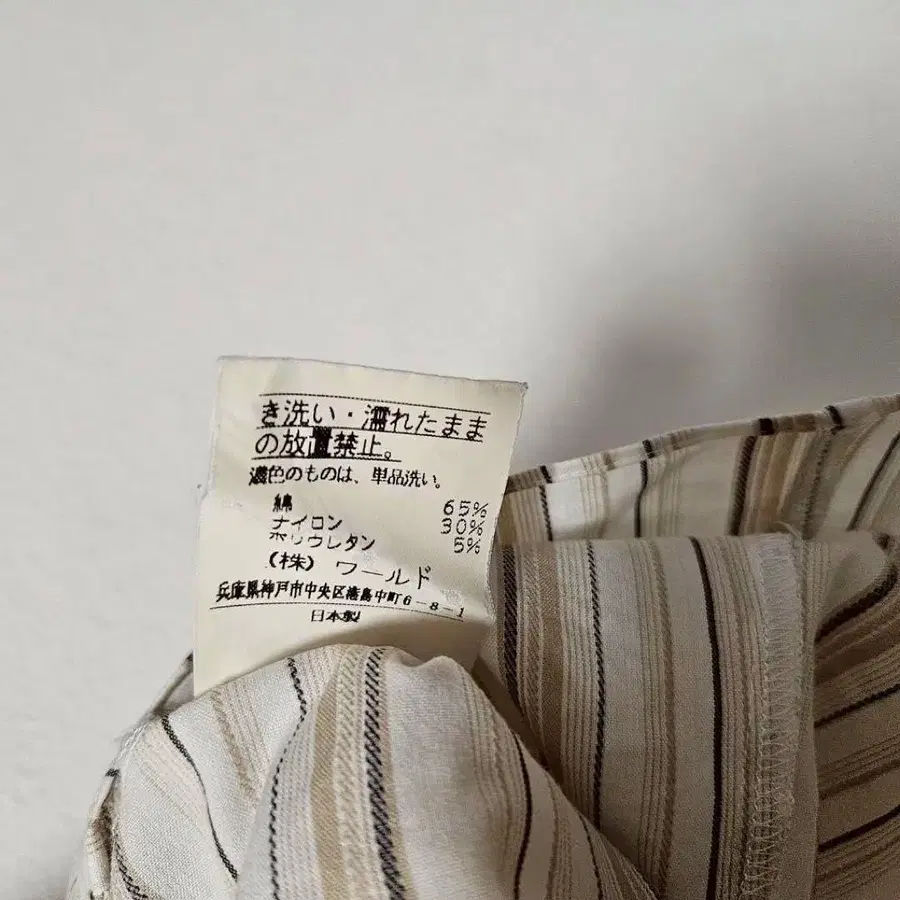 き洗い・濡れたまま
の放置禁止。
濃色のものは、単品洗い。
綿 65%
ナイロン 30%
ポリウレタン 5%
(株) ワールド
兵庫県神戸市中央区港島中町6-8-1
日本製